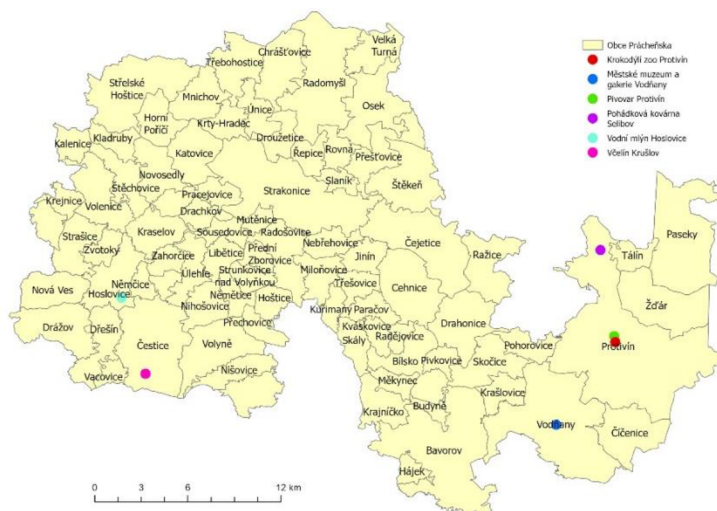 Velká
Turná
Chrášťovice
Třebohostice
Radomyšl
Střelské
Hoštice
Mnichov
Únice
Osek
Horní
Poříčí
Krty-Hradec
Kladruby
Droužetice
Kalenice
Katovice
Řepice
Rovná
Přešťovice
Novosedly
Slaník
Štěchovice
Strakonice
Štěkeň
Krejnice
Volenice
Pracejovice
Drachkov
Mutěnice
Strašice
Kraselov
Sousedovice
Radošovice
Zvotoky
Zahorčice
Libětice
Přední
Zborovice
Nebřehovice
Čejetice
Jinín
Ražice
Nová Ves
Němčice
Hoslovice
Úlehle
Strunkovice
nad Volyňkou
Miloňovice
Třešovice
Cehnice
Nihošovice
Němětice
Hoštice
Drážov
Dřešín
Přechovice
Kuřimany
Paračov
Kváskovice
Skály
Radějovice
Drahonice
Čestice
Volyně
Nišovice
Vacovice
Bílsko
Pivkovice
Skočice
Pohorovice
Měkynec
Krajníčko
Budyně
Krašlovice
Bavorov
Hájek
Vodňany
Číčenice
Protivín
Žďár
Tálín
Paseky
Obce Prácheňska
Krokodýlí zoo Protivín
Městské muzeum a
galerie Vodňany
Pivovar Protivín
Pohádková kovárna
Selibov
Vodní mlýn Hoslovice
Včelín Krušlov
0 3 6 12 km